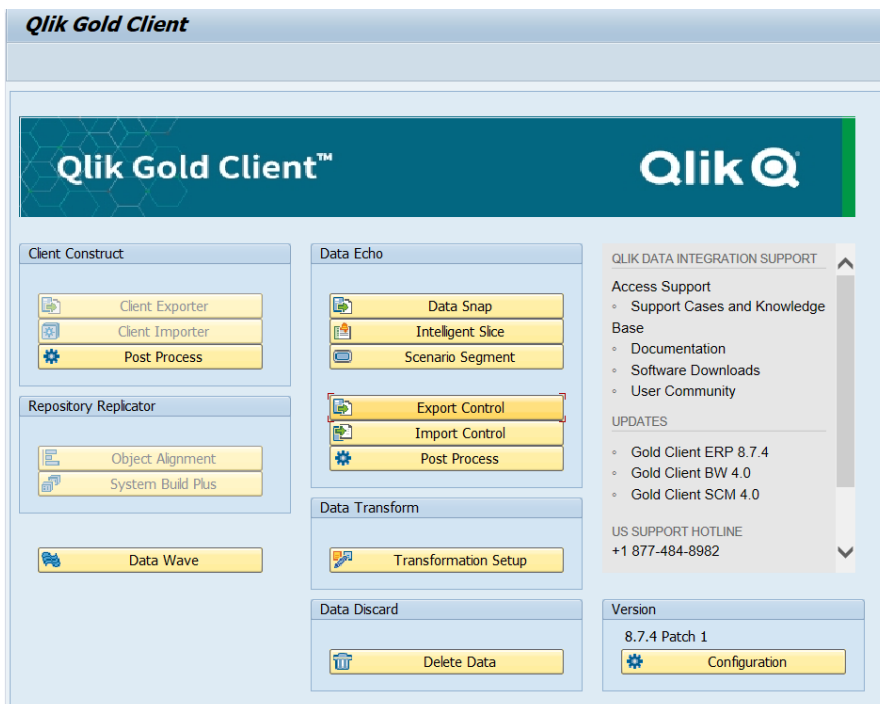 Qlik Gold Client
Qlik Gold Client™
Qlik
Client Construct
Client Exporter
Client Importer
Post Process
Repository Replicator
Object Alignment
System Build Plus
Data Wave
Data Echo
Data Snap
Intelligent Slice
Scenario Segment
Export Control
Import Control
Post Process
Data Transform
Transformation Setup
Data Discard
Delete Data
QLIK DATA INTEGRATION SUPPORT
Access Support
◦ Support Cases and Knowledge
Base
◦ Documentation
◦ Software Downloads
◦ User Community
UPDATES
◦ Gold Client ERP 8.7.4
◦ Gold Client BW 4.0
◦ Gold Client SCM 4.0
US SUPPORT HOTLINE
+1 877-484-8982
Version
8.7.4 Patch 1
Configuration